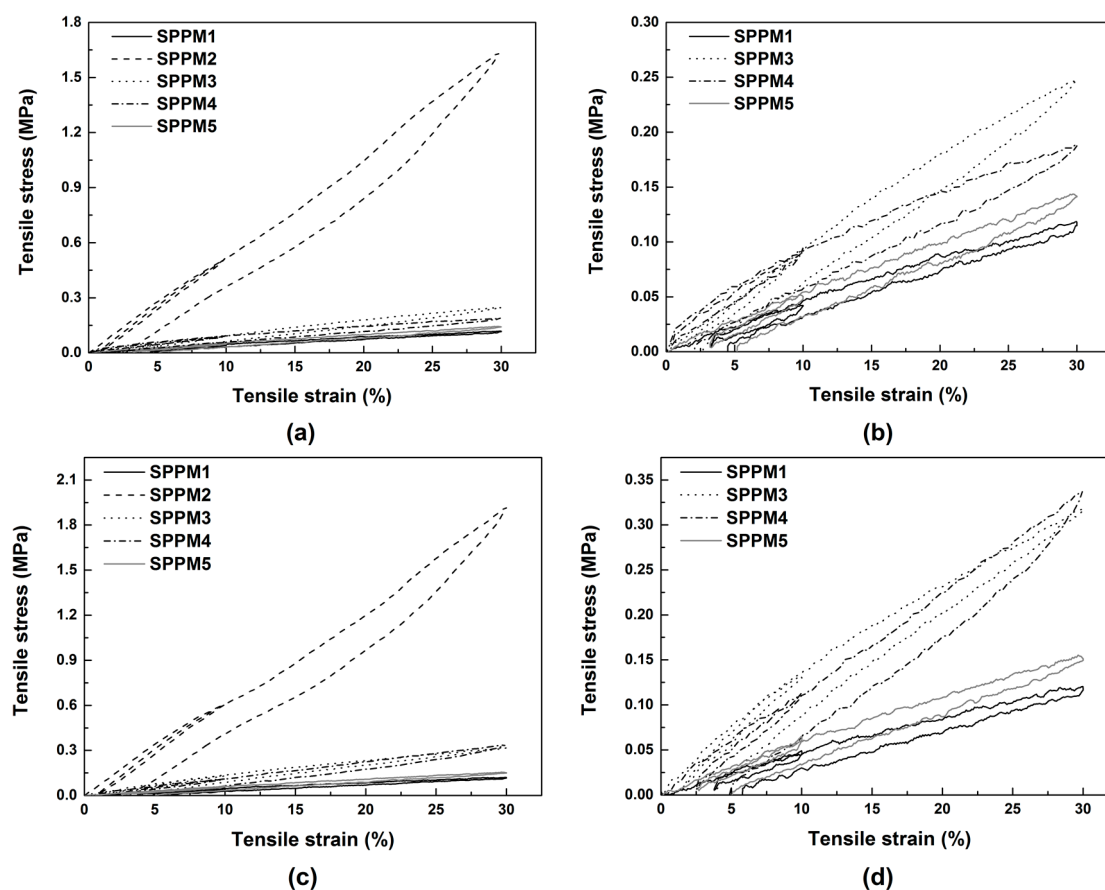 1.8
1.5
1.2
0.9
0.6
0.3
0.0
Tensile stress (MPa)
SPPM1
SPPM2
SPPM3
SPPM4
SPPM5
0 5 10 15 20 25 30
Tensile strain (%)
(a)
0.30
0.25
0.20
0.15
0.10
0.05
0.00
Tensile stress (MPa)
SPPM1
SPPM3
SPPM4
SPPM5
0 5 10 15 20 25 30
Tensile strain (%)
(b)
2.1
1.8
1.5
1.2
0.9
0.6
0.3
0.0
Tensile stress (MPa)
SPPM1
SPPM2
SPPM3
SPPM4
SPPM5
0 5 10 15 20 25 30
Tensile strain (%)
(c)
0.35
0.30
0.25
0.20
0.15
0.10
0.05
0.00
Tensile stress (MPa)
SPPM1
SPPM3
SPPM4
SPPM5
0 5 10 15 20 25 30
Tensile strain (%)
(d)